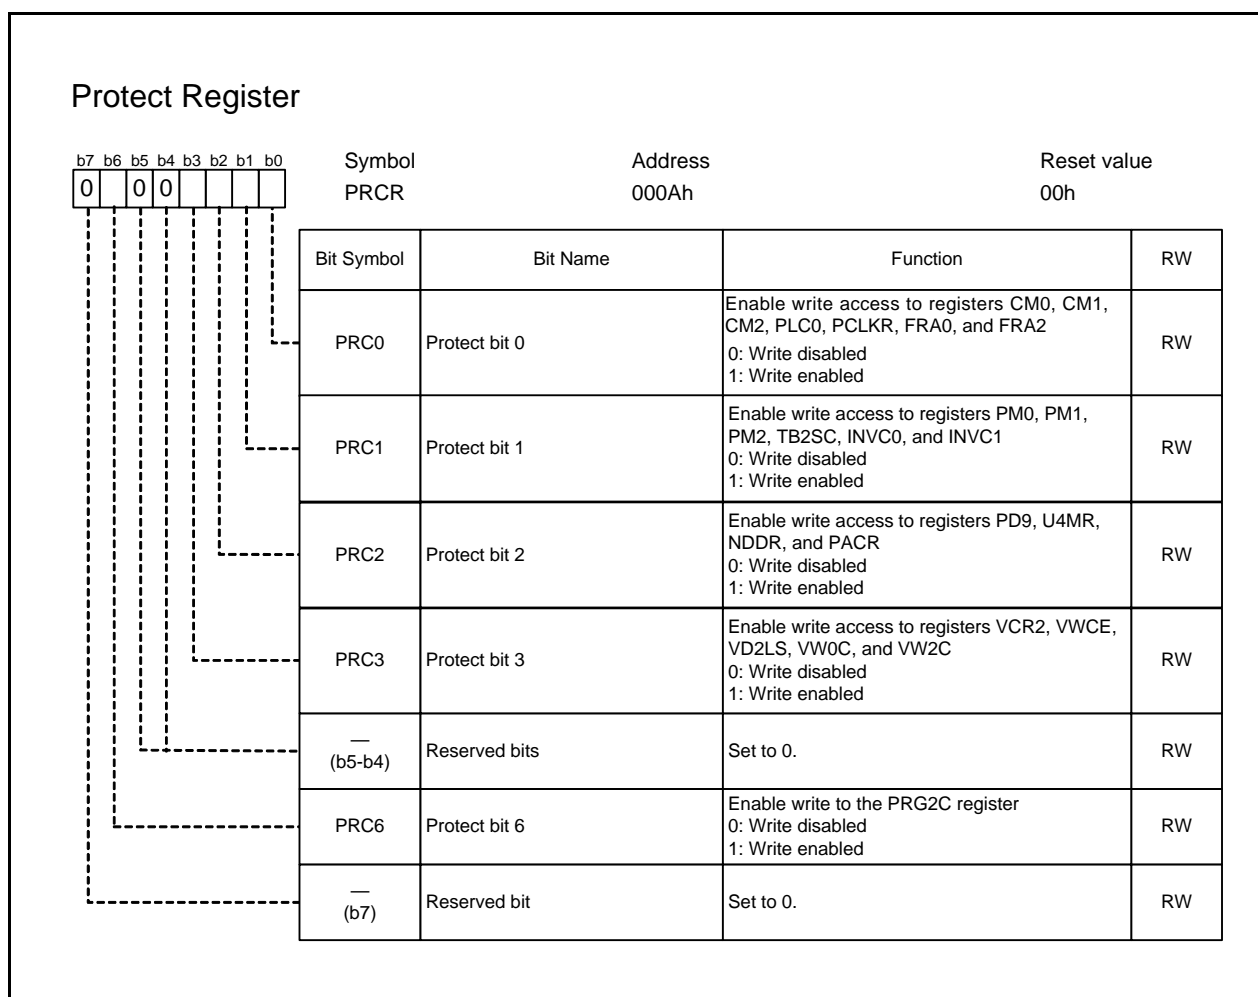 Protect Register
b7 b6 b5 b4 b3 b2 b1 b0
0 0 0
Symbol Address Reset value
PRCR 000Ah 00h
Bit Symbol Bit Name Function RW
PRC0 Protect bit 0 Enable write access to registers CM0, CM1,
CM2, PLC0, PCLKR, FRA0, and FRA2
0: Write disabled
1: Write enabled
RW
PRC1 Protect bit 1 Enable write access to registers PM0, PM1,
PM2, TB2SC, INVC0, and INVC1
0: Write disabled
1: Write enabled
RW
PRC2 Protect bit 2 Enable write access to registers PD9, U4MR,
NDDR, and PACR
0: Write disabled
1: Write enabled
RW
PRC3 Protect bit 3 Enable write access to registers VCR2, VWCE,
VD2LS, VW0C, and VW2C
0: Write disabled
1: Write enabled
RW
—
(b5-b4) Reserved bits Set to 0. RW
PRC6 Protect bit 6 Enable write to the PRG2C register
0: Write disabled
1: Write enabled
RW
—
(b7) Reserved bit Set to 0. RW